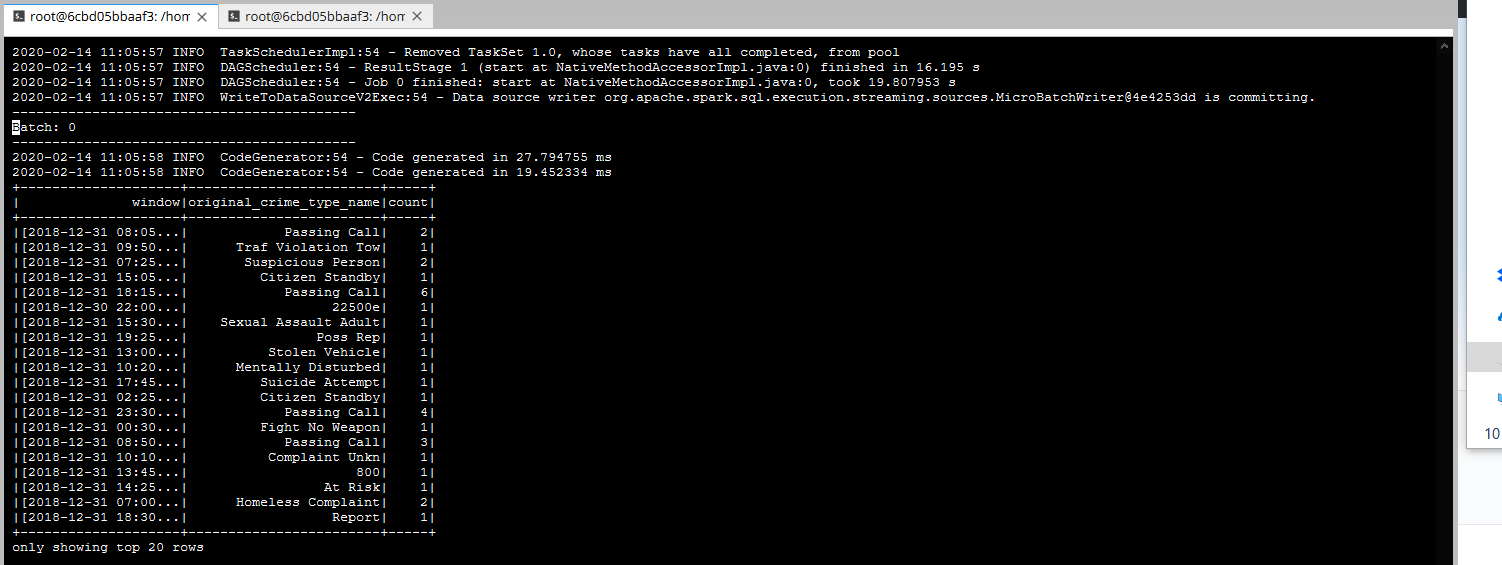 root@6cbd05bbaaf3: /hom
root@6cbd05bbaaf3: /hom
2020-02-14 11:05:57 INFO  TaskSchedulerImpl:54 - Removed TaskSet 1.0, whose tasks have all completed, from pool
2020-02-14 11:05:57 INFO  DAGScheduler:54 - ResultStage 1 (start at NativeMethodAccessorImpl.java:0) finished in 16.195 s
2020-02-14 11:05:57 INFO  DAGScheduler:54 - Job 0 finished: start at NativeMethodAccessorImpl.java:0, took 19.807953 s
2020-02-14 11:05:57 INFO  WriteToDataSourceV2Exec:54 - Data source writer org.apache.spark.sql.execution.streaming.sources.MicroBatchWriter@4e4253dd is committing.
-------------------------------------------
Batch: 0
-------------------------------------------
2020-02-14 11:05:58 INFO  CodeGenerator:54 - Code generated in 27.794755 ms
2020-02-14 11:05:58 INFO  CodeGenerator:54 - Code generated in 19.452334 ms
+--------------------+------------------------+-----+
|              window|original_crime_type_name|count|
+--------------------+------------------------+-----+
|[2018-12-31 08:05...|            Passing Call|    2|
|[2018-12-31 09:50...|      Traf Violation Tow|    1|
|[2018-12-31 07:25...|       Suspicious Person|    2|
|[2018-12-31 15:05...|         Citizen Standby|    1|
|[2018-12-31 18:15...|            Passing Call|    6|
|[2018-12-30 22:00...|                  22500e|    1|
|[2018-12-31 15:30...|    Sexual Assault Adult|    1|
|[2018-12-31 19:25...|                Poss Rep|    1|
|[2018-12-31 13:00...|          Stolen Vehicle|    1|
|[2018-12-31 10:20...|      Mentally Disturbed|    1|
|[2018-12-31 17:45...|         Suicide Attempt|    1|
|[2018-12-31 02:25...|         Citizen Standby|    1|
|[2018-12-31 23:30...|            Passing Call|    4|
|[2018-12-31 00:30...|         Fight No Weapon|    1|
|[2018-12-31 08:50...|            Passing Call|    3|
|[2018-12-31 10:10...|          Complaint Unkn|    1|
|[2018-12-31 13:45...|                     800|    1|
|[2018-12-31 14:25...|                 At Risk|    1|
|[2018-12-31 07:00...|      Homeless Complaint|    2|
|[2018-12-31 18:30...|                  Report|    1|
+--------------------+------------------------+-----+
only showing top 20 rows
10